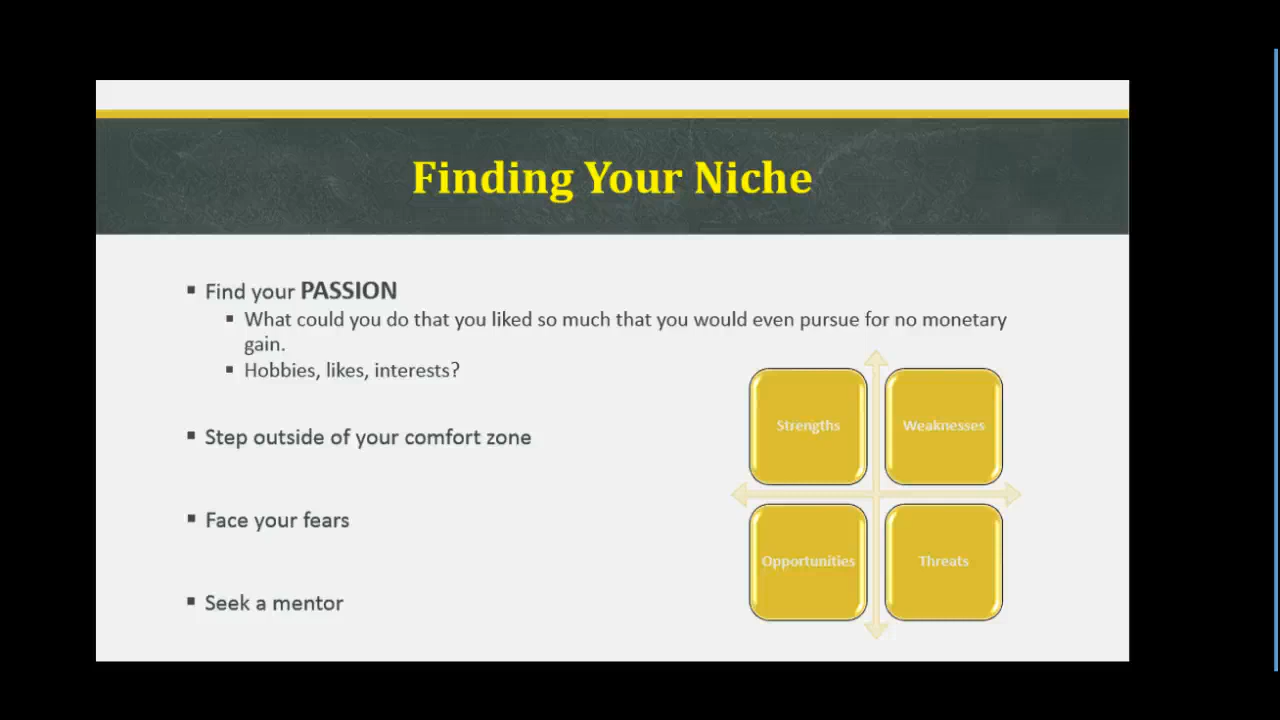 Finding Your Niche
Find your PASSION
What could you do that you liked so much that you would even pursue for no monetary
gain.
Hobbies, likes, interests?
Step outside of your comfort zone
Face your fears
Seek a mentor
Strengths
Weaknesses
Opportunities
Threats